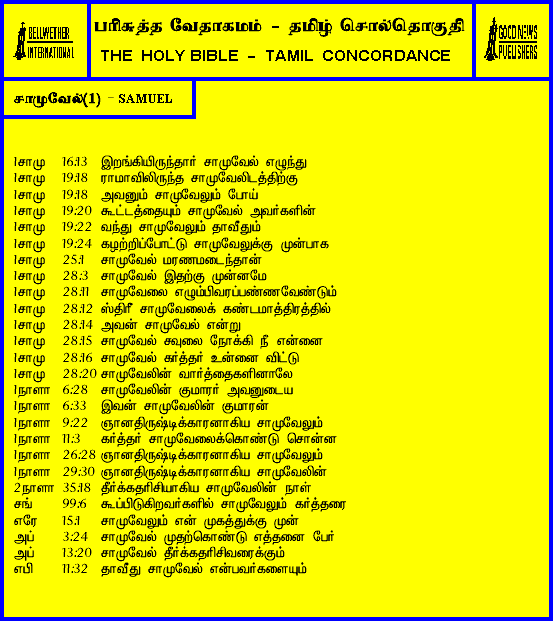 BELLWETHER
INTERNATIONAL
பரிசுத்த வேதாகமம் - தமிழ் சொல்தொகுதி
THE HOLY BIBLE - TAMIL CONCORDANCE
GOOD NEWS
PUBLISHERS
சாமுவேல்(1) - SAMUEL
1சாமு 16:13 இறங்கியிருந்தார் சாமுவேல் எழுந்து
1சாமு 19:18 ராமாவிலிருந்த சாமுவேலிடத்திற்கு
1சாமு 19:18 அவனும் சாமுவேலும் போய்
1சாமு 19:20 கூட்டத்தையும் சாமுவேல் அவர்களின்
1சாமு 19:22 வந்து சாமுவேலும் தாவீதும்
1சாமு 19:24 கழற்றிப்போட்டு சாமுவேலுக்கு முன்பாக
1சாமு 25:1 சாமுவேல் மரணமடைந்தான்
1சாமு 28:3 சாமுவேல் இதற்கு முன்னமே
1சாமு 28:11 சாமுவேலை எழும்பிவரப்பண்ணவேண்டும்
1சாமு 28:12 ஸ்திரீ சாமுவேலைக் கண்டமாத்திரத்தில்
1சாமு 28:14 அவன் சாமுவேல் என்று
1சாமு 28:15 சாமுவேல் சவுலை நோக்கி நீ என்னை
1சாமு 28:16 சாமுவேல் கர்த்தர் உன்னை விட்டு
1சாமு 28:20 சாமுவேலின் வார்த்தைகளினாலே
1நாளா 6:28 சாமுவேலின் குமாரர் அவனுடைய
1நாளா 6:33 இவன் சாமுவேலின் குமாரன்
1நாளா 9:22 ஞானதிருஷ்டிக்காரனாகிய சாமுவேலும்
1நாளா 11:3 கர்த்தர் சாமுவேலைக்கொண்டு சொன்ன
1நாளா 26:28 ஞானதிருஷ்டிக்காரனாகிய சாமுவேலும்
1நாளா 29:30 ஞானதிருஷ்டிக்காரனாகிய சாமுவேலின்
2நாளா 35:18 தீர்க்கதரிசியாகிய சாமுவேலின் நாள்
சங் 99:6 கூப்பிடுகிறவர்களில் சாமுவேலும் கர்த்தரை
எரே 15:1 சாமுவேலும் என் முகத்துக்கு முன்
அப் 3:24 சாமுவேல் முதற்கொண்டு எத்தனை பேர்
அப் 13:20 சாமுவேல் தீர்க்கதரிசிவரைக்கும்
எபி 11:32 தாவீது சாமுவேல் என்பவர்களையும்